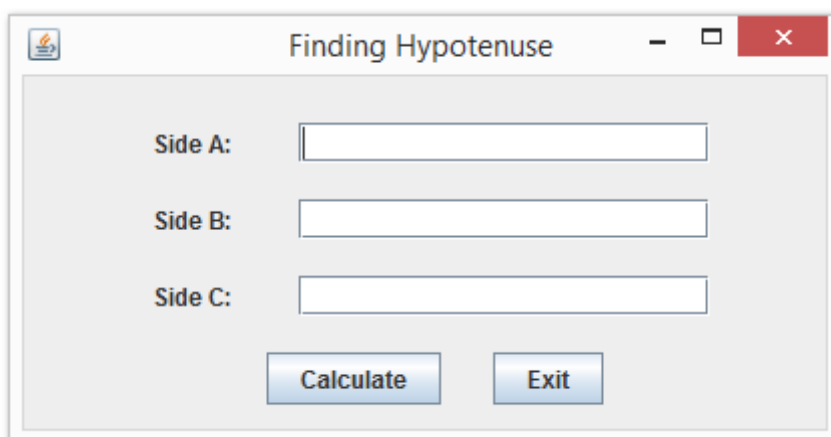 Finding Hypotenuse
Side A:
Side B:
Side C:
Calculate Exit